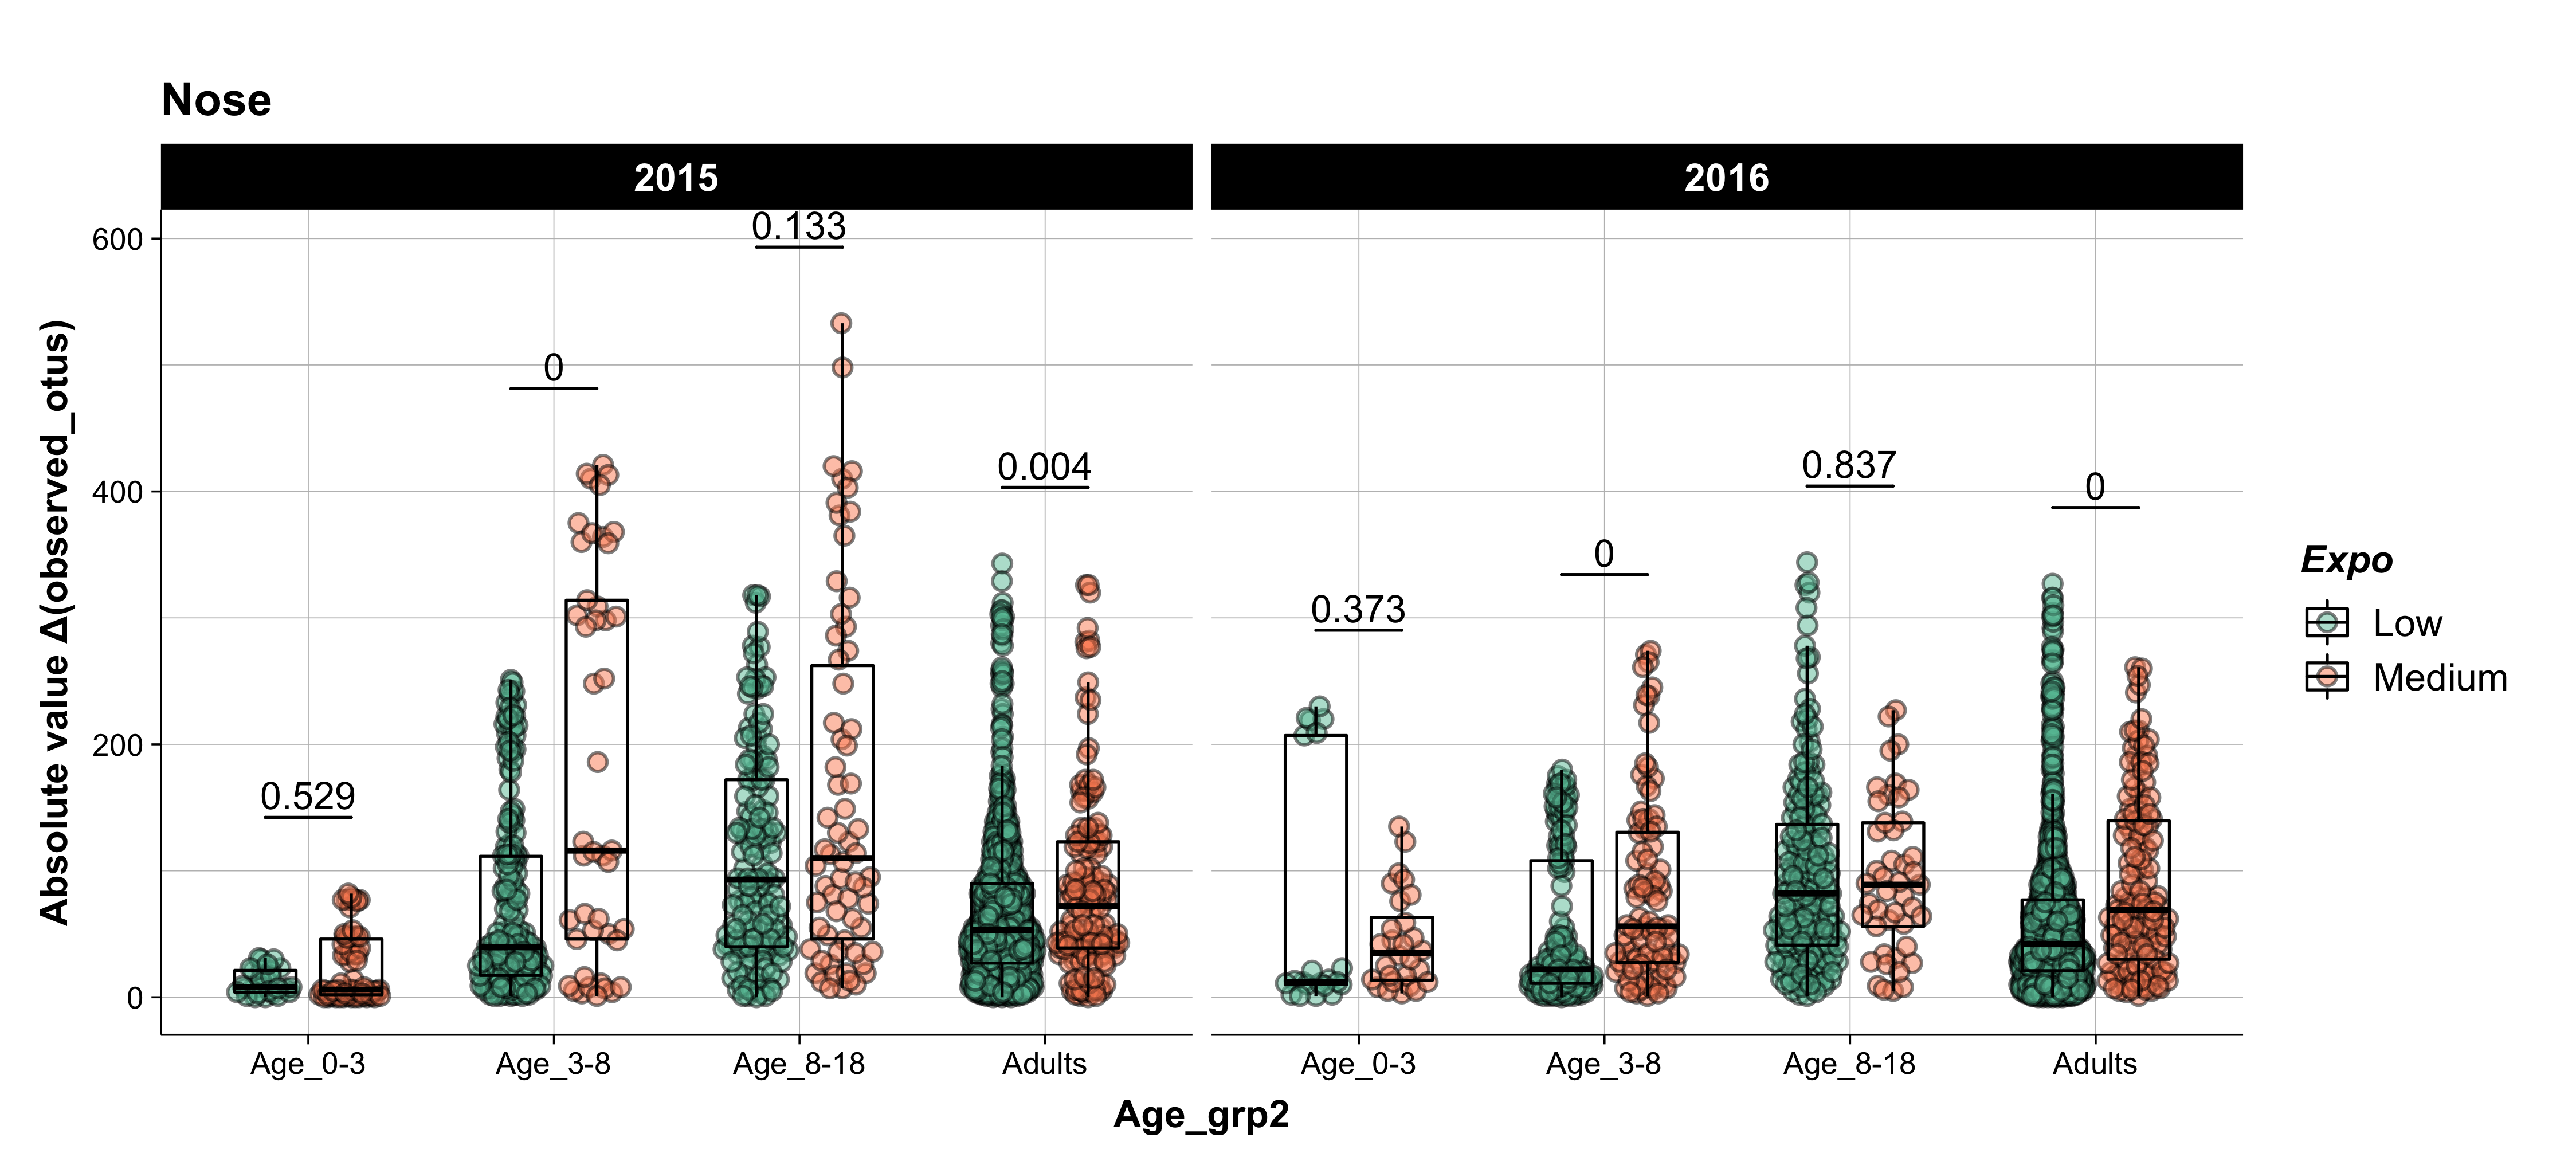 Nose
2015
2016
Absolute value Δ(observed_otus)
600
400
200
0
0.529
0
0.133
0.004
0.373
0
0.837
0
Age_0-3
Age_3-8
Age_8-18
Adults
Age_0-3
Age_3-8
Age_8-18
Adults
Age_grp2
Expo
Low
Medium